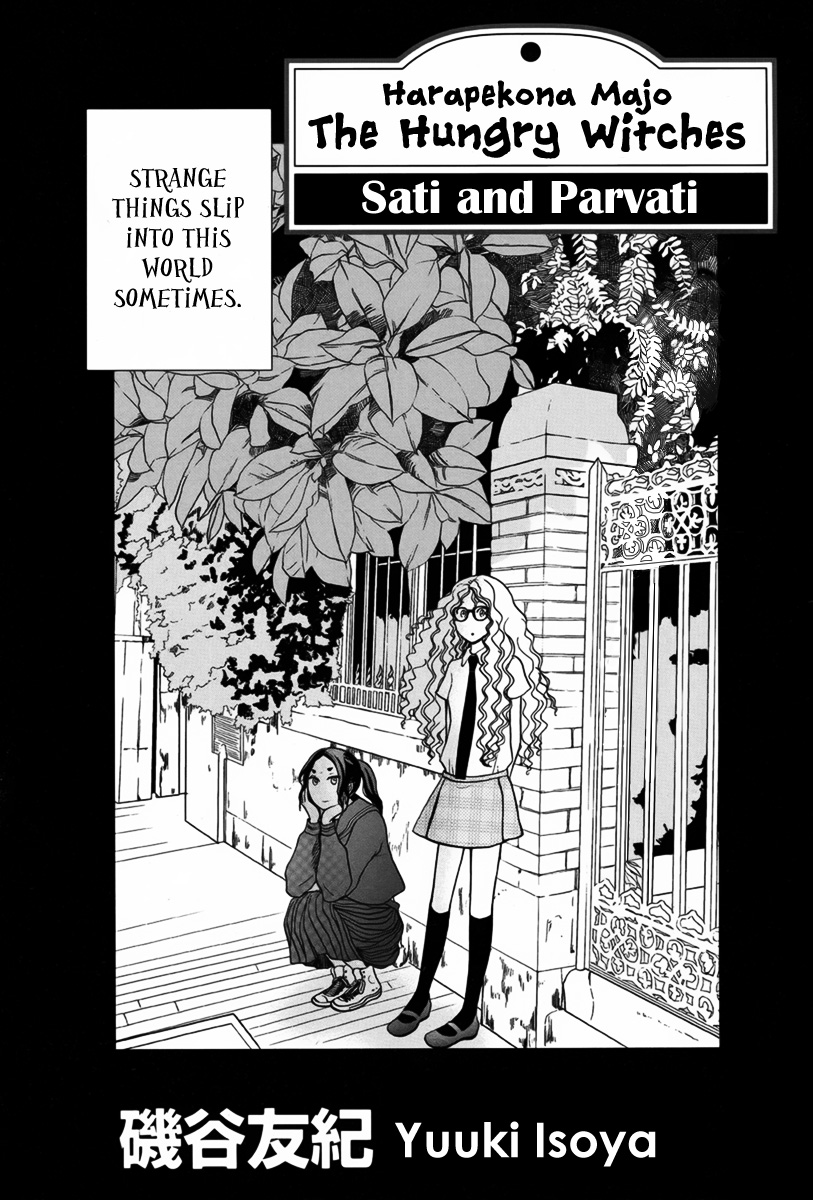 Harapekona Majo
The Hungry Witches
Sati and Parvati
STRANGE
THINGS SLIP
INTO THIS
WORLD
SOMETIMES.
磯谷友紀 Yuuki Isoya